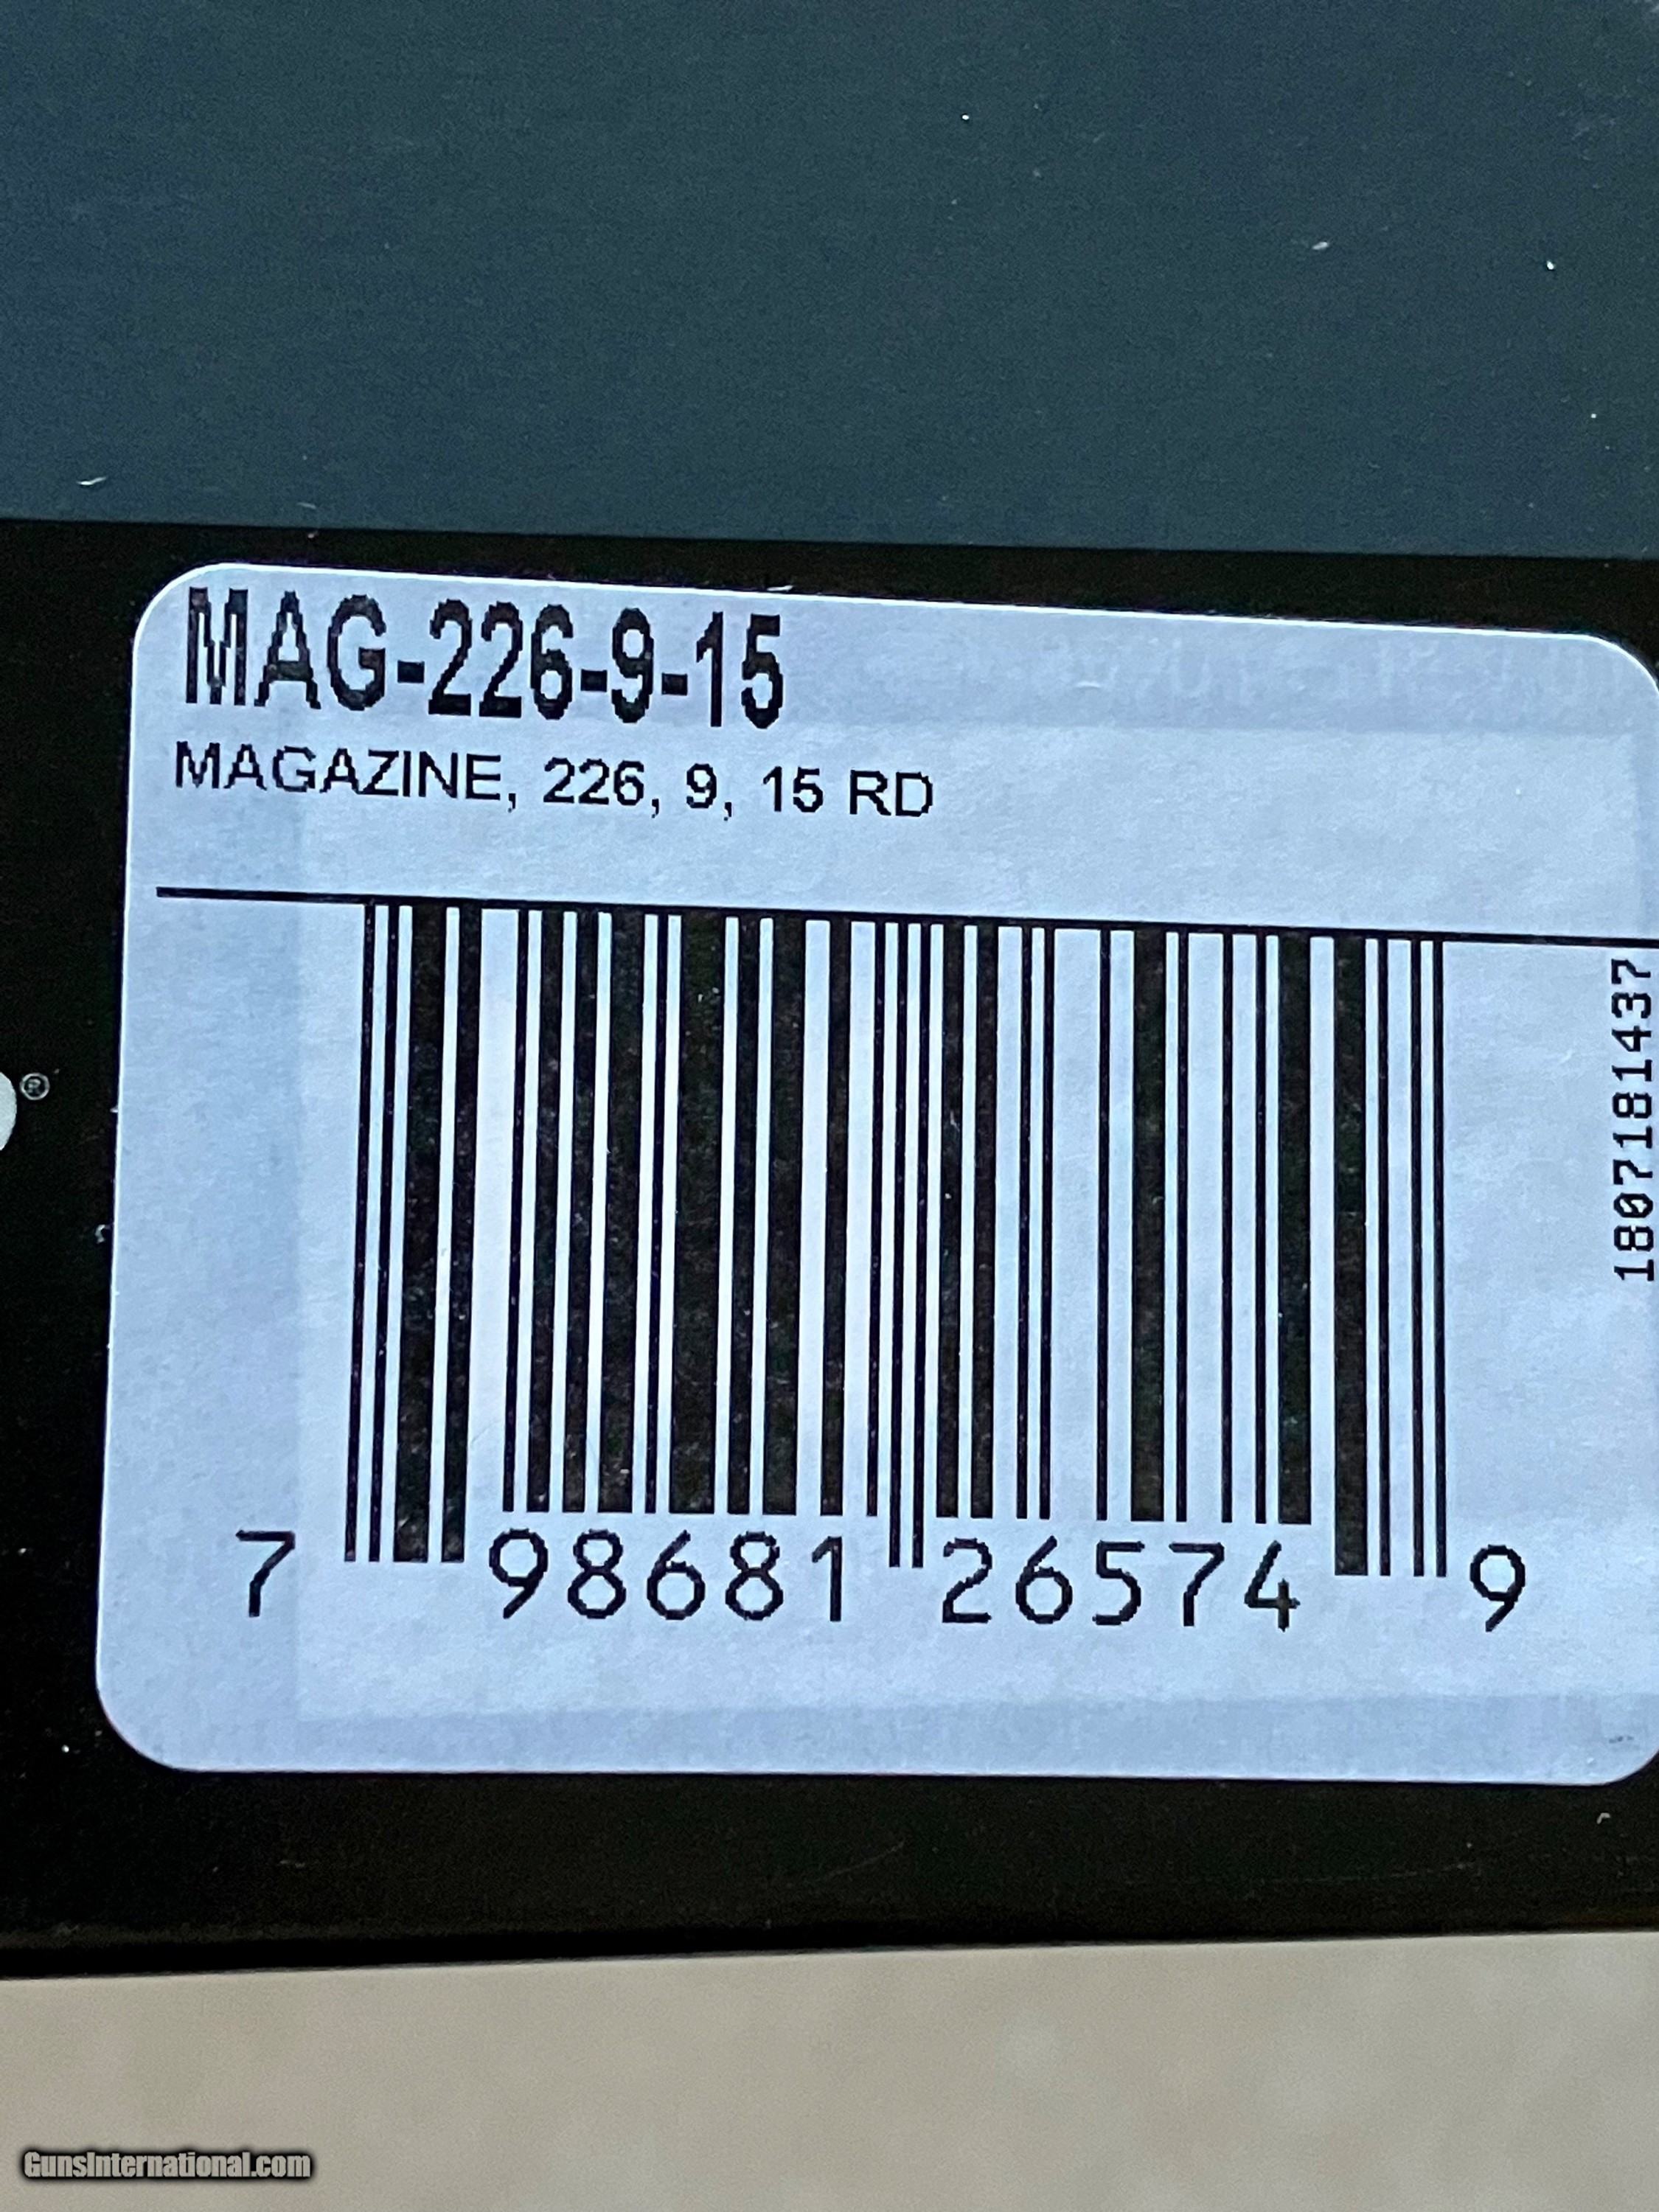 MAG-226-9-15
MAGAZINE, 226, 9, 15 RD
®
1807181437
7 98681 26574 9
GunsInternational.com